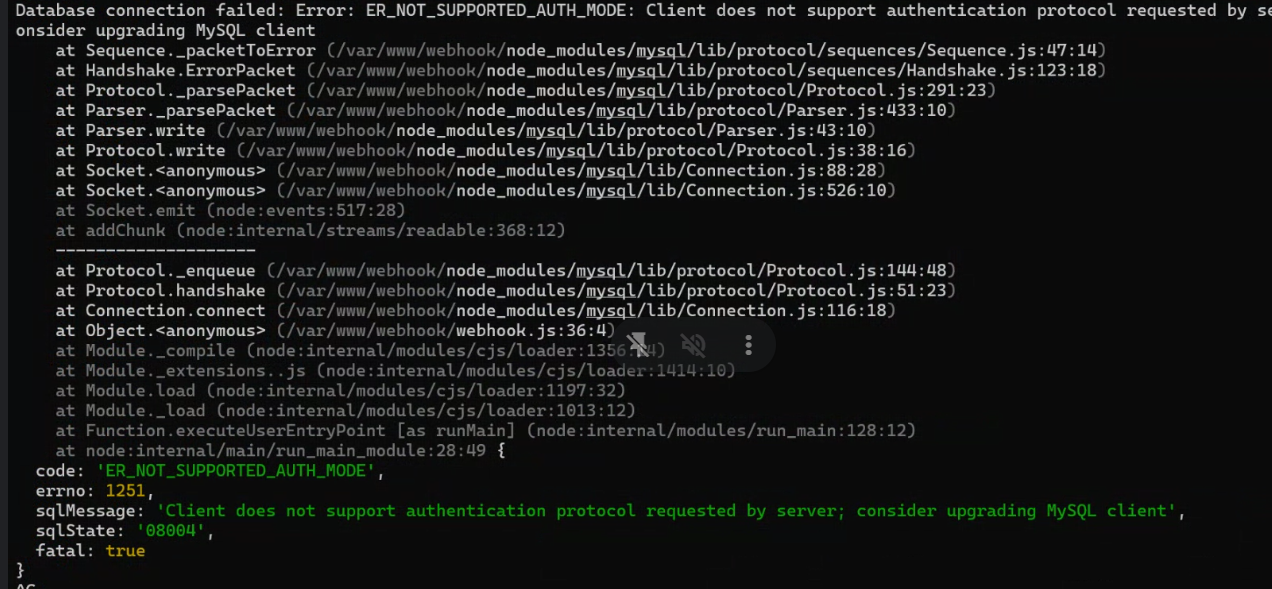 Database connection failed: Error: ER_NOT_SUPPORTED_AUTH_MODE: Client does not support authentication protocol requested by
onsider upgrading MySQL client
    at Sequence._packetToError (/var/www/webhook/node_modules/mysql/lib/protocol/sequences/Sequence.js:47:14)
    at Handshake.ErrorPacket (/var/www/webhook/node_modules/mysql/lib/protocol/sequences/Handshake.js:123:18)
    at Protocol._parsePacket (/var/www/webhook/node_modules/mysql/lib/protocol/Protocol.js:291:23)
    at Parser._parsePacket (/var/www/webhook/node_modules/mysql/lib/protocol/Parser.js:433:10)
    at Parser.write (/var/www/webhook/node_modules/mysql/lib/protocol/Parser.js:43:10)
    at Protocol.write (/var/www/webhook/node_modules/mysql/lib/protocol/Protocol.js:38:16)
    at Socket.<anonymous> (/var/www/webhook/node_modules/mysql/lib/Connection.js:88:28)
    at Socket.<anonymous> (/var/www/webhook/node_modules/mysql/lib/Connection.js:526:10)
    at Socket.emit (node:events:517:28)
    at addChunk (node:internal/streams/readable:368:12)
    --------------------
    at Protocol._enqueue (/var/www/webhook/node_modules/mysql/lib/protocol/Protocol.js:144:48)
    at Protocol.handshake (/var/www/webhook/node_modules/mysql/lib/protocol/Protocol.js:51:23)
    at Connection.connect (/var/www/webhook/node_modules/mysql/lib/Connection.js:116:18)
    at Object.<anonymous> (/var/www/webhook/webhook.js:36:4)
    at Module._compile (node:internal/modules/cjs/loader:1356: 4)
    at Module._extensions..js (node:internal/modules/cjs/loader:1414:10)
    at Module.load (node:internal/modules/cjs/loader:1197:32)
    at Module._load (node:internal/modules/cjs/loader:1013:12)
    at Function.executeUserEntryPoint [as runMain] (node:internal/modules/run_main:128:12)
    at node:internal/main/run_main_module:28:49 {
  code: 'ER_NOT_SUPPORTED_AUTH_MODE',
  errno: 1251,
  sqlMessage: 'Client does not support authentication protocol requested by server; consider upgrading MySQL client',
  sqlState: '08004',
  fatal: true
}